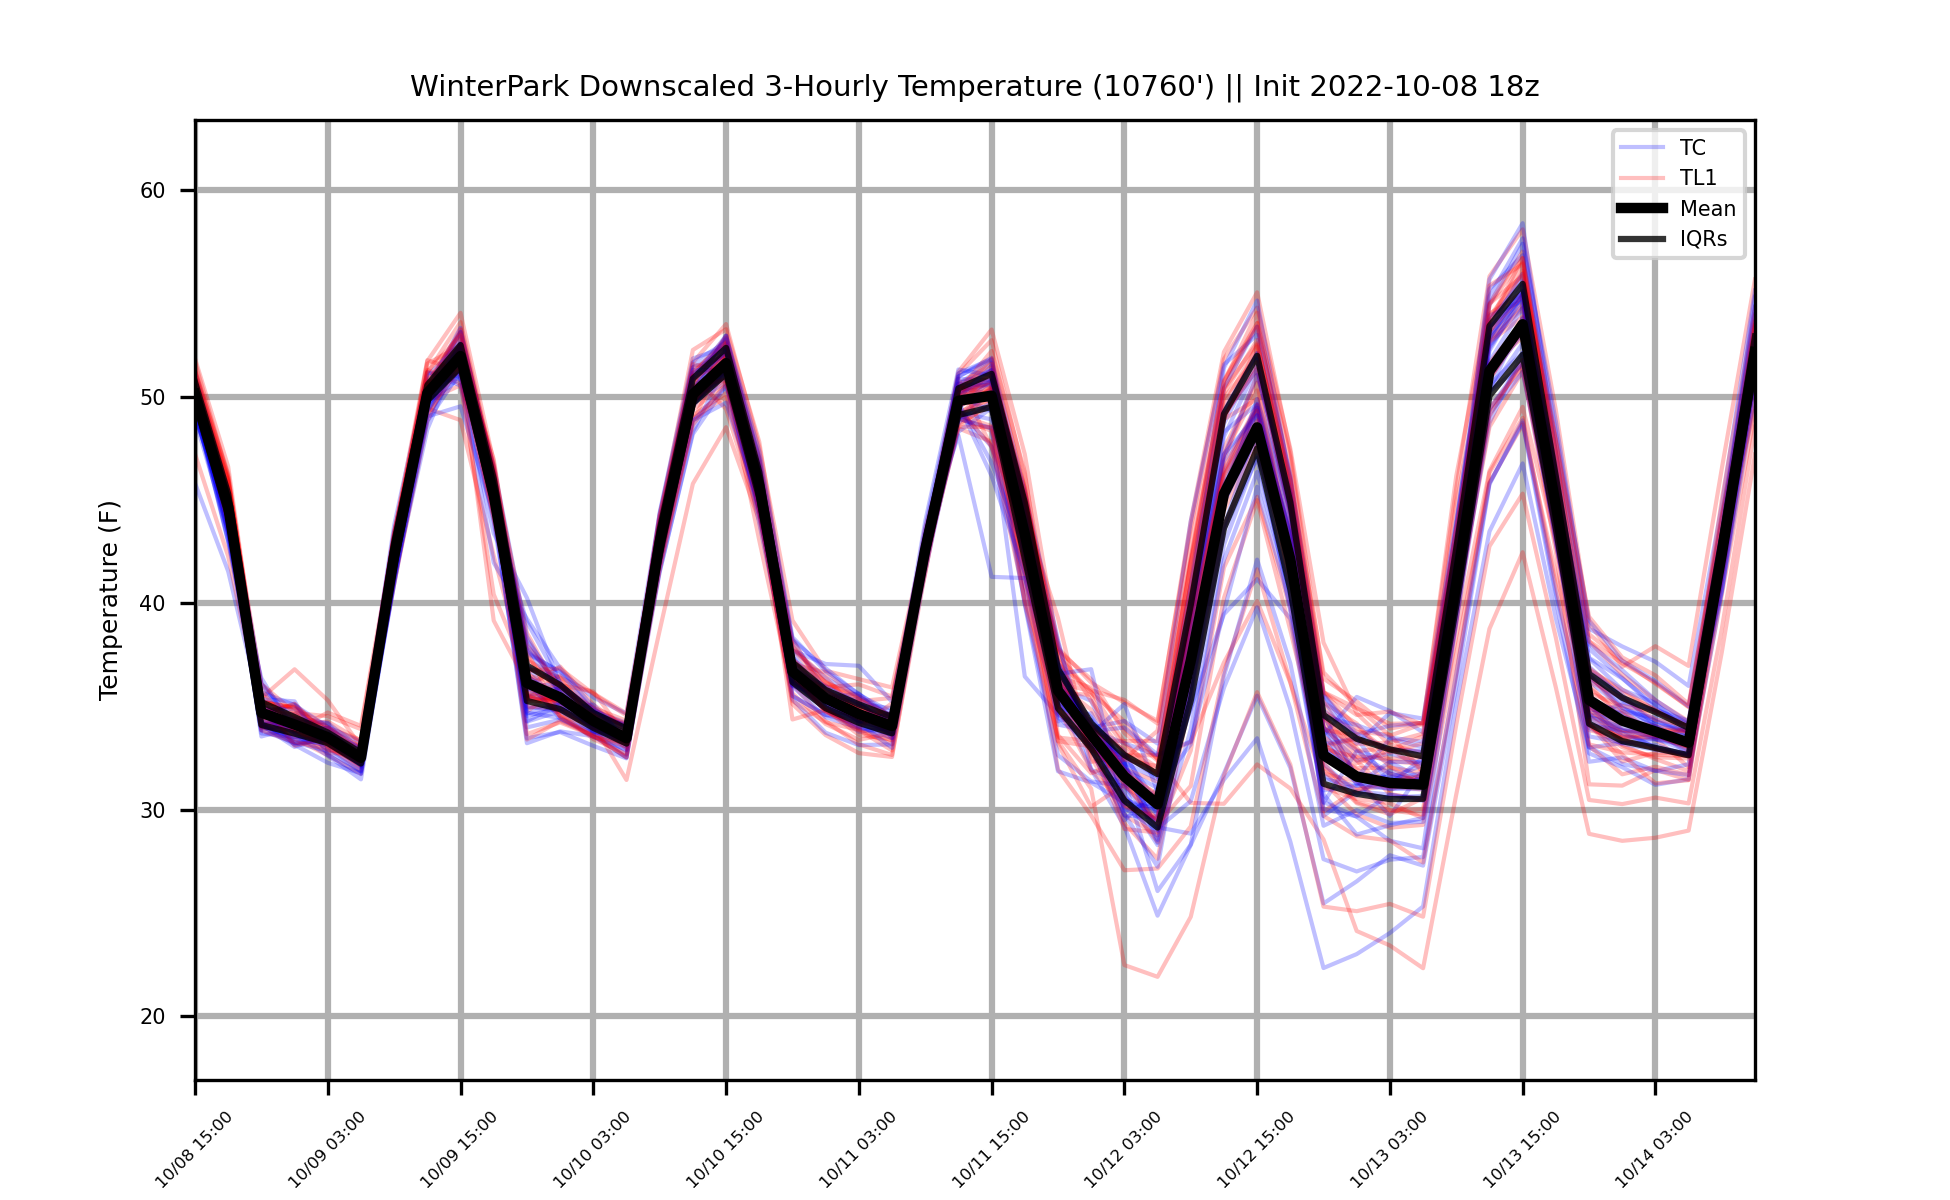 WinterPark Downscaled 3-Hourly Temperature (10760') || Init 2022-10-08 18z
TC
TL1
Mean
IQRs
Temperature (F)
60
50
40
30
20
10/08 15:00
10/09 03:00
10/09 15:00
10/10 03:00
10/10 15:00
10/11 03:00
10/11 15:00
10/12 03:00
10/12 15:00
10/13 03:00
10/13 15:00
10/14 03:00